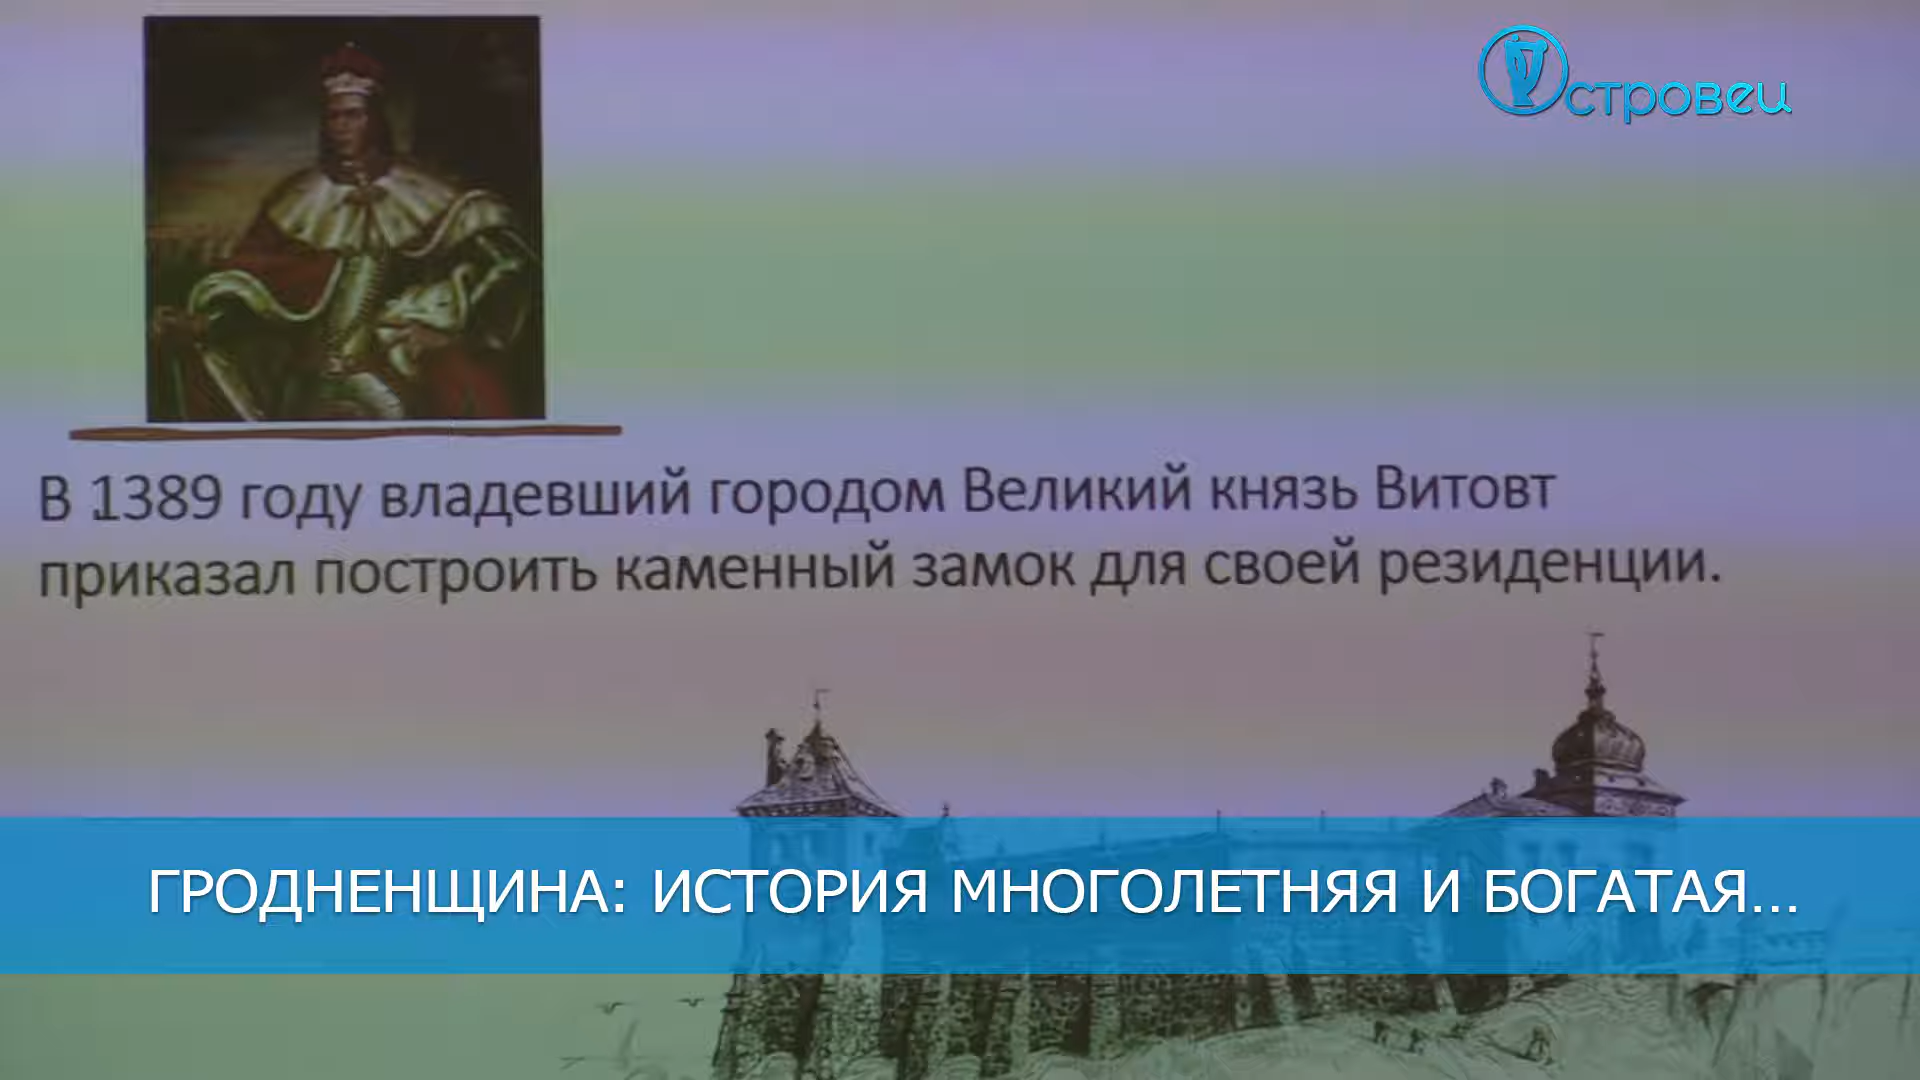 Островец
В 1389 году владевший городом Великий князь Витовт
приказал построить каменный замок для своей резиденции.
ГРОДНЕНЩИНА: ИСТОРИЯ МНОГОЛЕТНЯЯ И БОГАТАЯ...